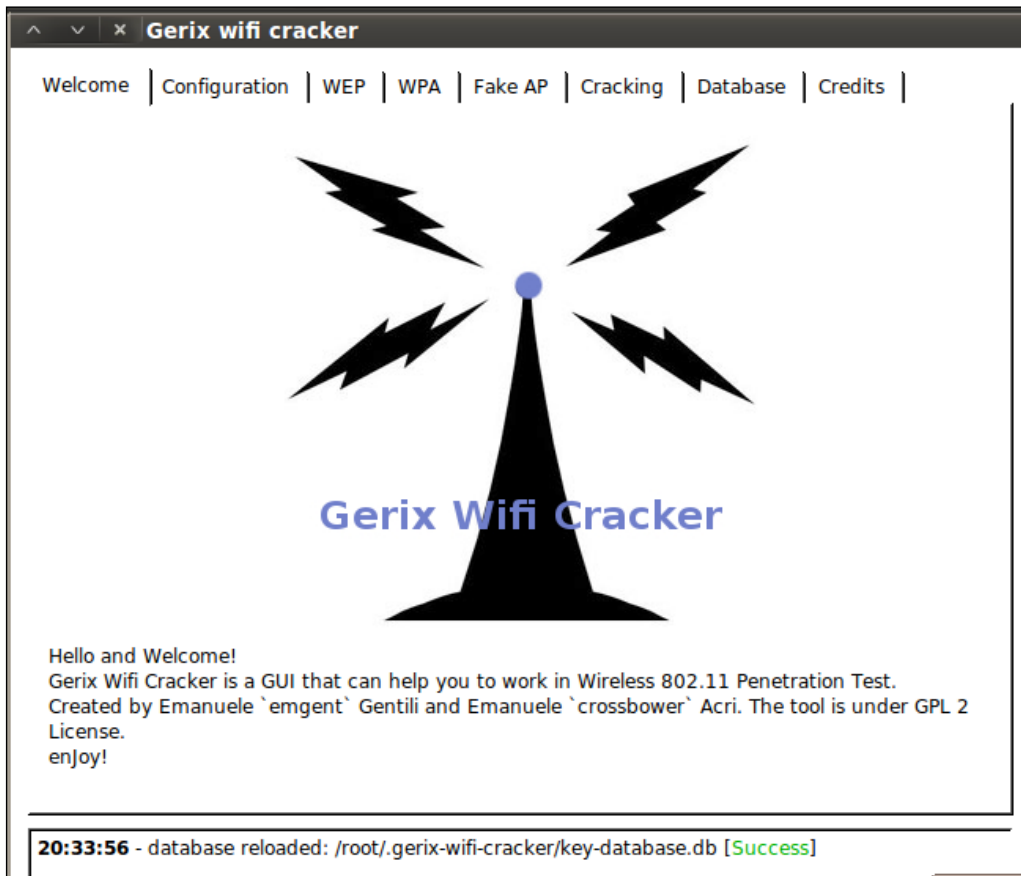 Gerix wifi cracker
Welcome Configuration WEP WPA Fake AP Cracking Database Credits
Gerix Wifi Cracker
Hello and Welcome!
Gerix Wifi Cracker is a GUI that can help you to work in Wireless 802.11 Penetration Test.
Created by Emanuele `emgent` Gentili and Emanuele `crossbower` Acri. The tool is under GPL 2
License.
enJoy!
20:33:56 - database reloaded: /root/.gerix-wifi-cracker/key-database.db [Success]